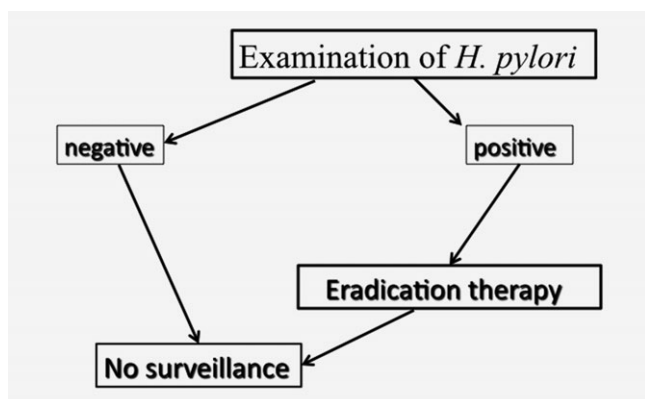 Examination of H. pylori
negative
positive
Eradication therapy
No surveillance